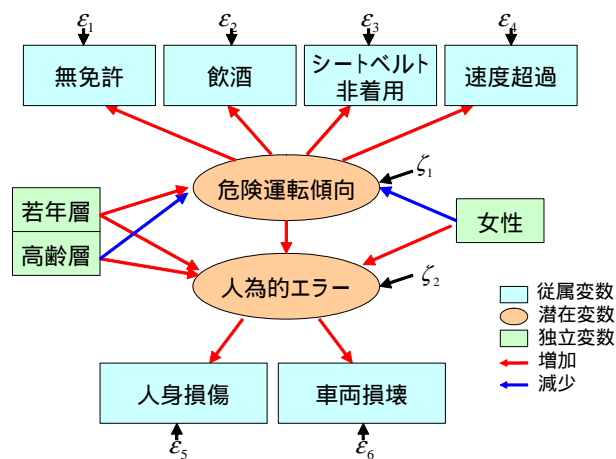 ε1
ε2
ε3
ε4
無免許
飲酒
シートベルト
非着用
速度超過
危険運転傾向
ζ1
若年層
高齢層
女性
人為的エラー
ζ2
従属変数
潜在変数
独立変数
増加
減少
人身損傷
車両損壊
ε5
ε6